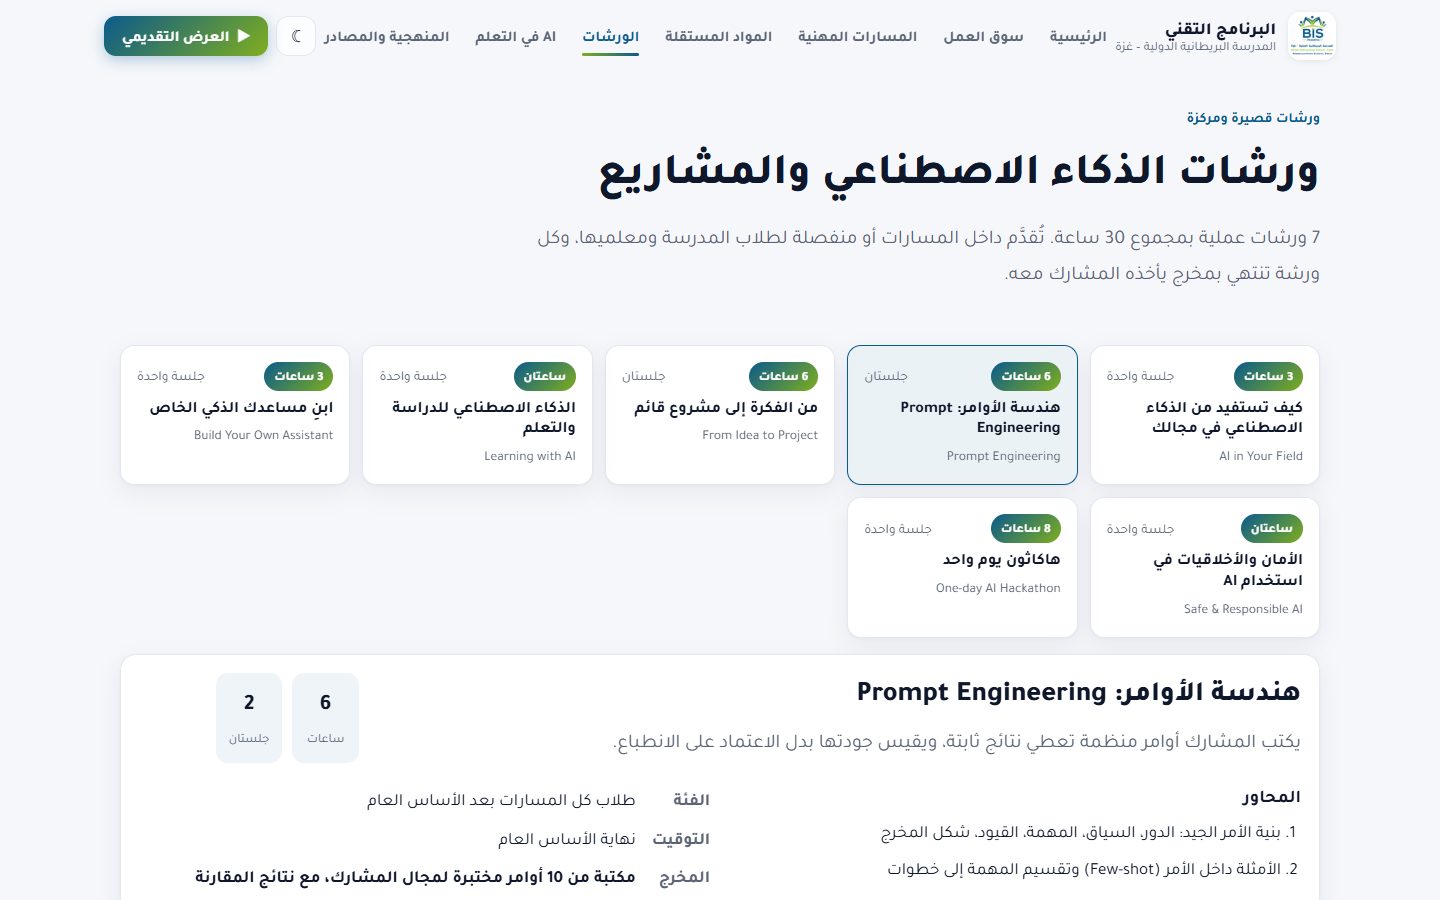 البرنامج التقني
المدرسة البريطانية الدولية - غزة
BIS
الرئيسية
سوق العمل
المسارات المهنية
المواد المستقلة
الورشات
AI في التعلم
المنهجية والمصادر
العرض التقديمي
ورشات قصيرة ومركزة
ورشات الذكاء الاصطناعي والمشاريع
7 ورشات عملية بمجموع 30 ساعة. تُقدَّم داخل المسارات أو منفصلة لطلاب المدرسة ومعلميها، وكل
ورشة تنتهي بمخرج يأخذه المشارك معه.
3 ساعات
جلسة واحدة
كيف تستفيد من الذكاء
الاصطناعي في مجالك
AI in Your Field
6 ساعات
جلستان
هندسة الأوامر: Prompt
Engineering
Prompt Engineering
6 ساعات
جلستان
من الفكرة إلى مشروع قائم
From Idea to Project
ساعتان
جلسة واحدة
الذكاء الاصطناعي للدراسة
والتعلم
Learning with AI
3 ساعات
جلسة واحدة
ابنِ مساعدك الذكي الخاص
Build Your Own Assistant
ساعتان
جلسة واحدة
الأمان والأخلاقيات في
استخدام AI
Safe & Responsible AI
8 ساعات
جلسة واحدة
هاكاثون يوم واحد
One-day AI Hackathon
هندسة الأوامر: Prompt Engineering
يكتب المشارك أوامر منظمة تعطي نتائج ثابتة، ويقيس جودتها بدل الاعتماد على الانطباع.
6
ساعات
2
جلستان
المحاور
1. بنية الأمر الجيد: الدور، السياق، المهمة، القيود، شكل المخرج
2. الأمثلة داخل الأمر (Few-shot) وتقسيم المهمة إلى خطوات
الفئة
طلاب كل المسارات بعد الأساس العام
التوقيت
نهاية الأساس العام
المخرج
مكتبة من 10 أوامر مختبرة لمجال المشارك، مع نتائج المقارنة